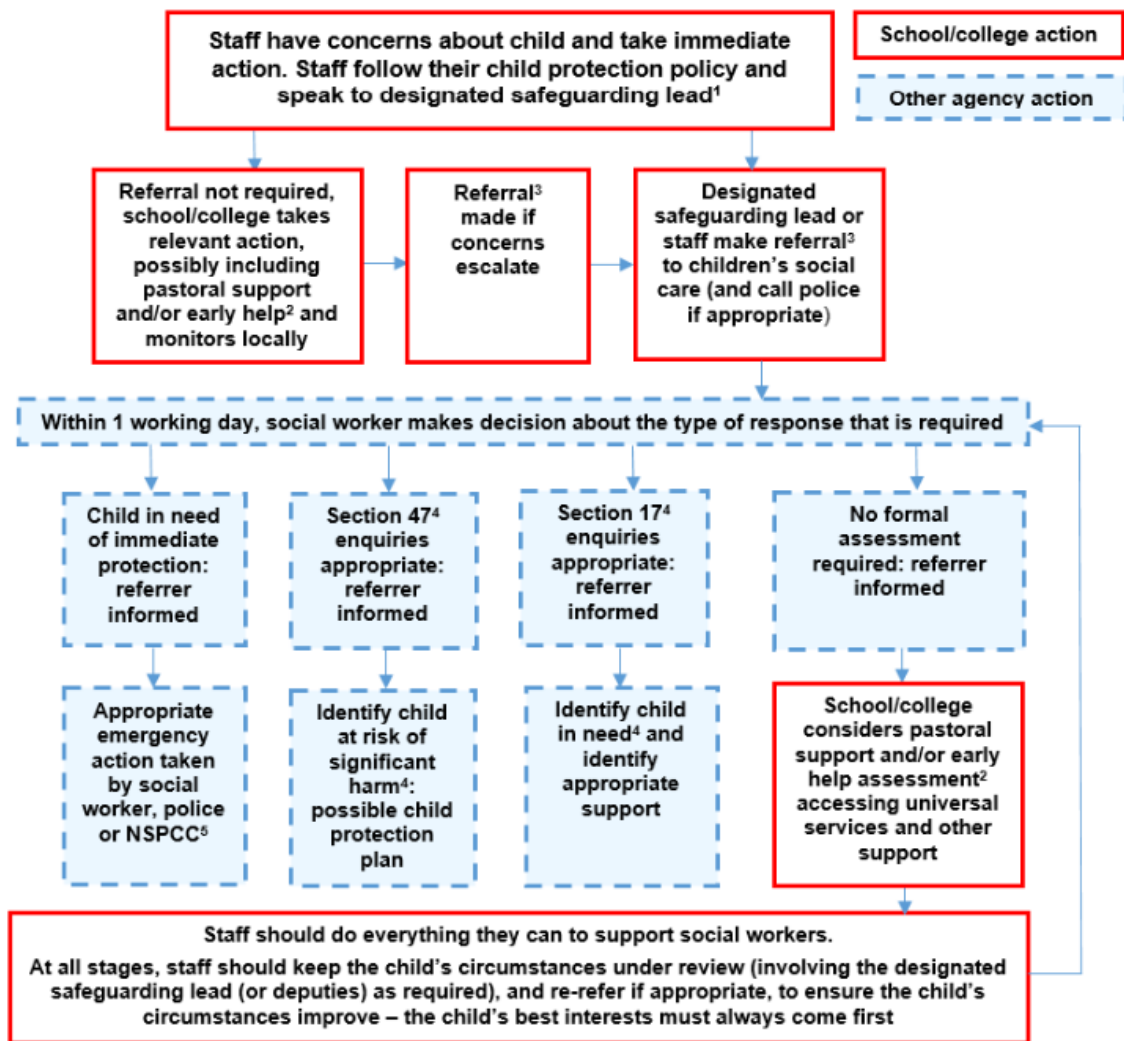 Staff have concerns about child and take immediate
action. Staff follow their child protection policy and
speak to designated safeguarding lead¹
School/college action
Other agency action
Referral not required,
school/college takes
relevant action,
possibly including
pastoral support
and/or early help² and
monitors locally
Referral³
made if
concerns
escalate
Designated
safeguarding lead or
staff make referral³
to children's social
care (and call police
if appropriate)
Within 1 working day, social worker makes decision about the type of response that is required
Child in need
of immediate
protection:
referrer
informed
Section 47⁴
enquiries
appropriate:
referrer
informed
Section 17⁴
enquiries
appropriate:
referrer
informed
No formal
assessment
required: referrer
informed
Appropriate
emergency
action taken
by social
worker, police
or NSPCC⁵
Identify child
at risk of
significant
harm⁴:
possible child
protection
plan
Identify child
in need⁴ and
identify
appropriate
support
School/college
considers pastoral
support and/or early
help assessment²
accessing universal
services and other
support
Staff should do everything they can to support social workers.
At all stages, staff should keep the child's circumstances under review (involving the designated
safeguarding lead (or deputies) as required), and re-refer if appropriate, to ensure the child's
circumstances improve – the child's best interests must always come first